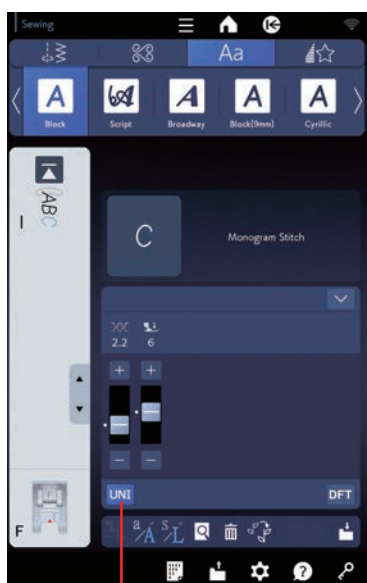 Sewing
Aa
A A A A A
Block Script Broadway Block[9mm] Cyrillic
ABC
I
C Monogram Stitch
2.2 6
+ +
− −
UNI DFT
F
?